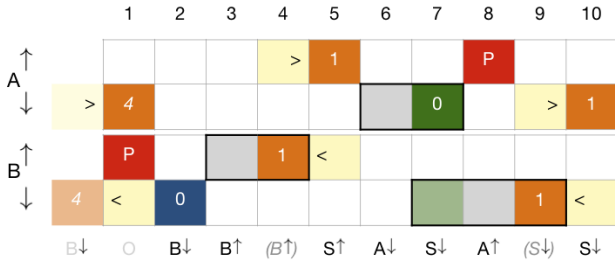 1 2 3 4 5 6 7 8 9 10
A ↑ > 1 P
↓ > 4 0 > 1
B ↑ P 1 <
↓ 4 < 0 1 <
B↓ O B↓ B↑ (B↑) S↑ A↓ S↓ A↑ (S↓) S↓